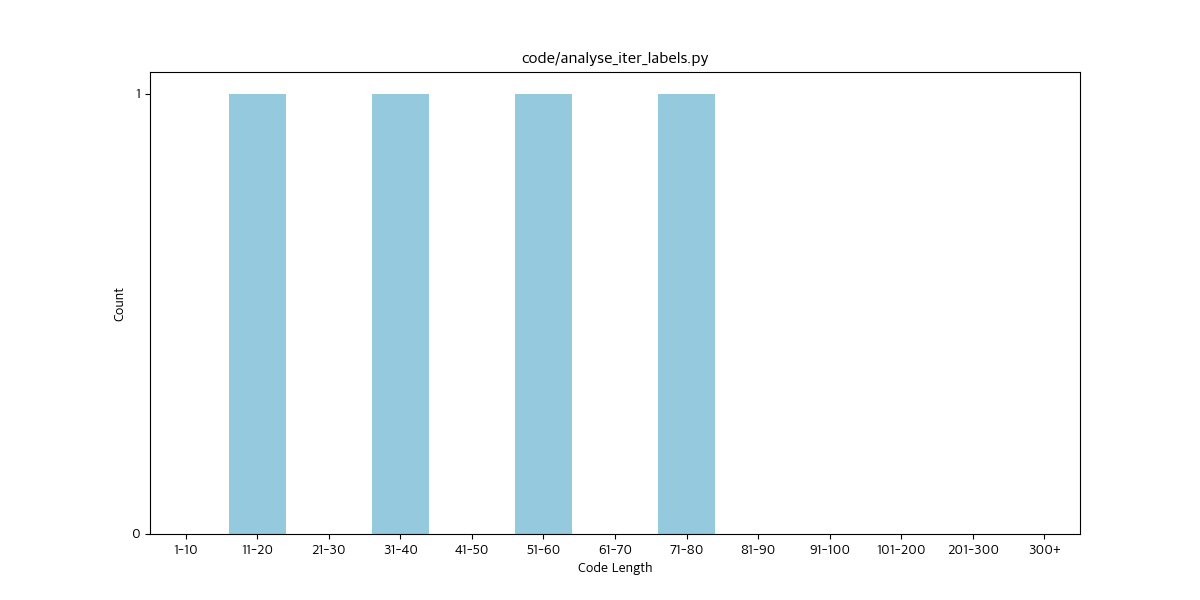 code/analyse_iter_labels.py
1
Count
0
1-10 11-20 21-30 31-40 41-50 51-60 61-70 71-80 81-90 91-100 101-200 201-300 300+
Code Length